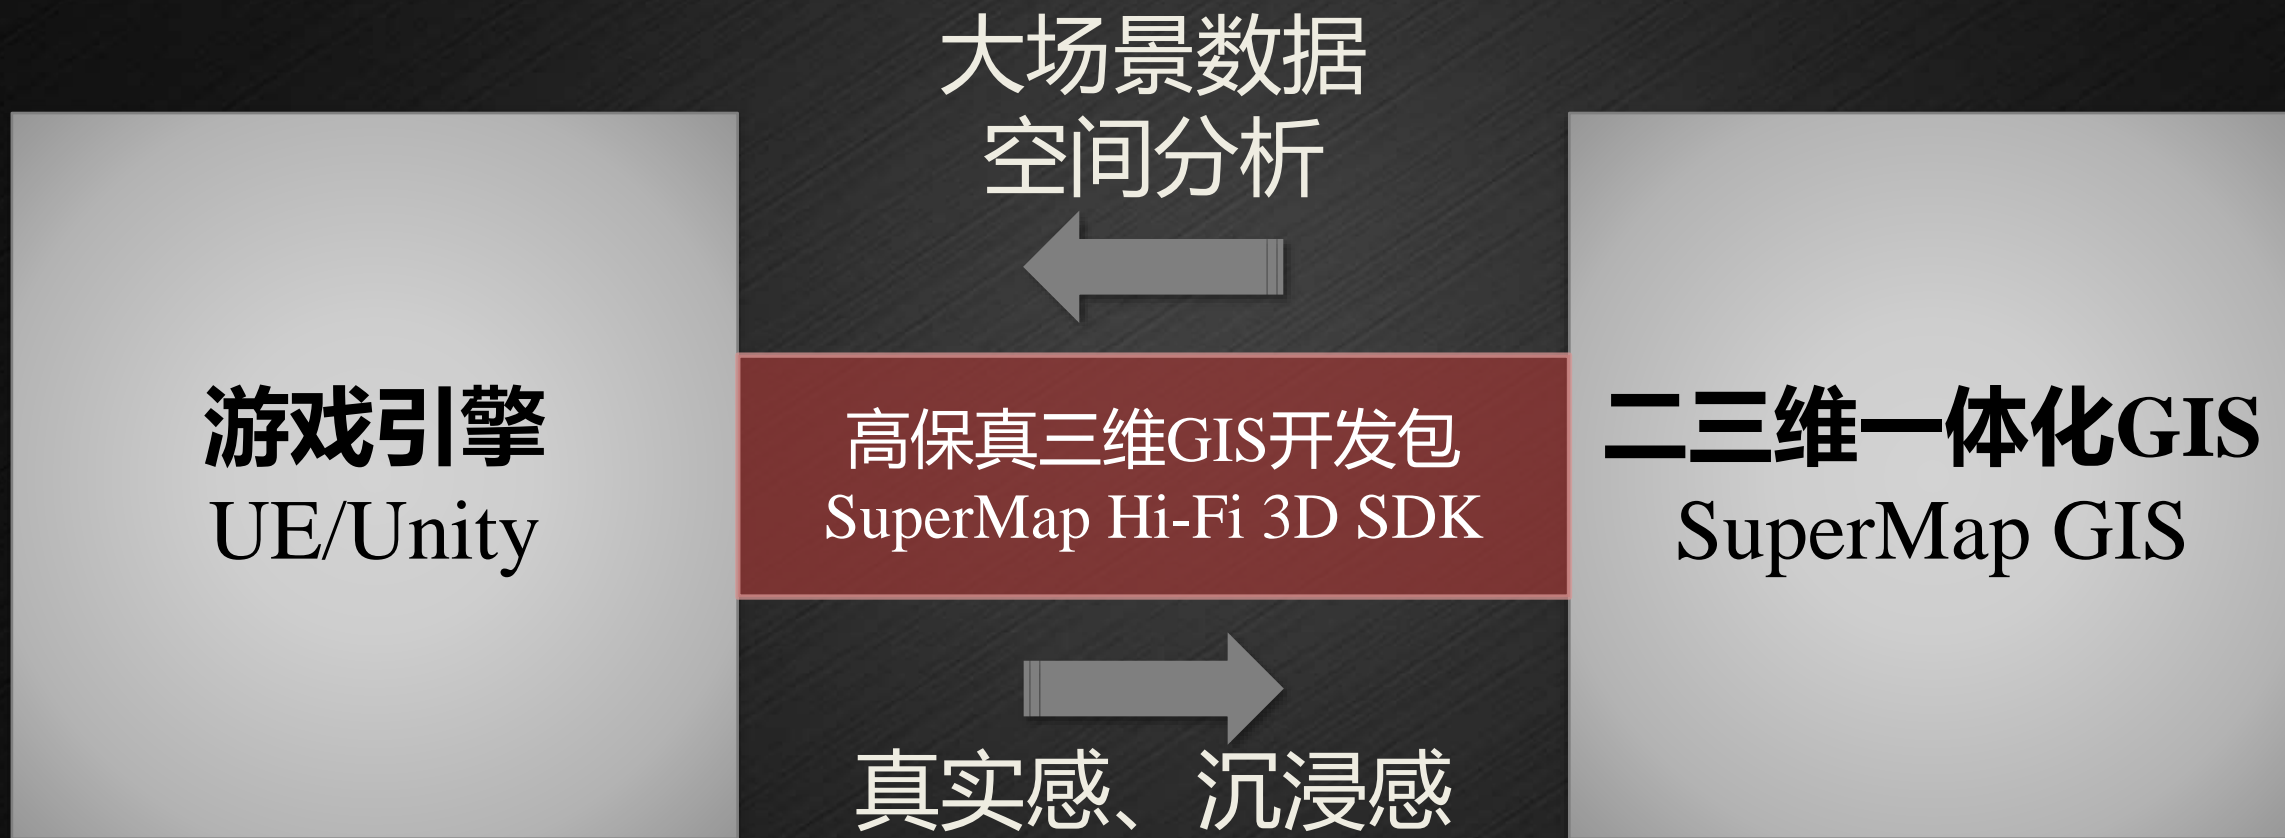 大场景数据
空间分析
游戏引擎
UE/Unity
高保真三维GIS开发包
SuperMap Hi-Fi 3D SDK
二三维一体化GIS
SuperMap GIS
真实感、沉浸感